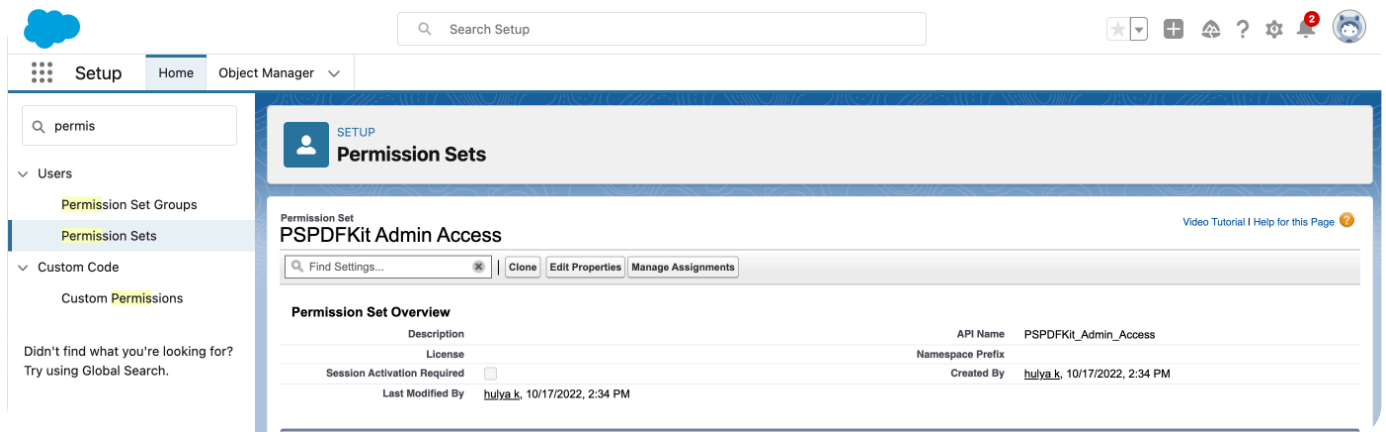 Search Setup
2
Setup
Home
Object Manager
permis
Users
Permission Set Groups
Permission Sets
Custom Code
Custom Permissions
Didn't find what you're looking for?
Try using Global Search.
SETUP
Permission Sets
Permission Set
PSPDFKit Admin Access
Video Tutorial I Help for this Page ?
Find Settings...
Clone
Edit Properties
Manage Assignments
Permission Set Overview
Description
API Name PSPDFKit_Admin_Access
License
Namespace Prefix
Session Activation Required
Created By hulya k, 10/17/2022, 2:34 PM
Last Modified By hulya k, 10/17/2022, 2:34 PM